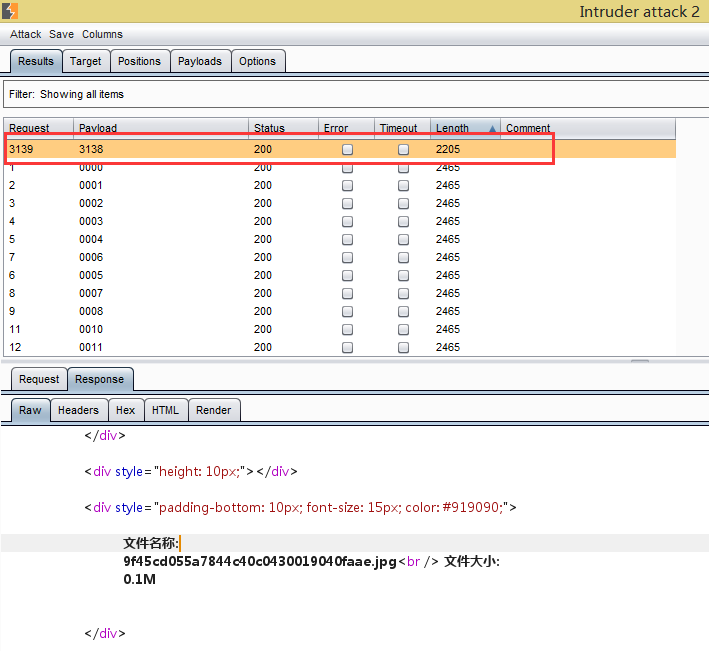 Intruder attack 2
Attack Save Columns
Results Target Positions Payloads Options
Filter: Showing all items
Request Payload Status Error Timeout Length Comment
3139 3138 200 2205
1 0000 200 2465
2 0001 200 2465
3 0002 200 2465
4 0003 200 2465
5 0004 200 2465
7 0006 200 2465
6 0005 200 2465
8 0007 200 2465
9 0008 200 2465
11 0010 200 2465
12 0011 200 2465
Request Response
Raw Headers Hex HTML Render
</div>
<div style="height: 10px;"></div>
<div style="padding-bottom: 10px; font-size: 15px; color: #919090;">
文件名称:
9f45cd055a7844c40c0430019040faae.jpg<br /> 文件大小:
0.1M
</div>